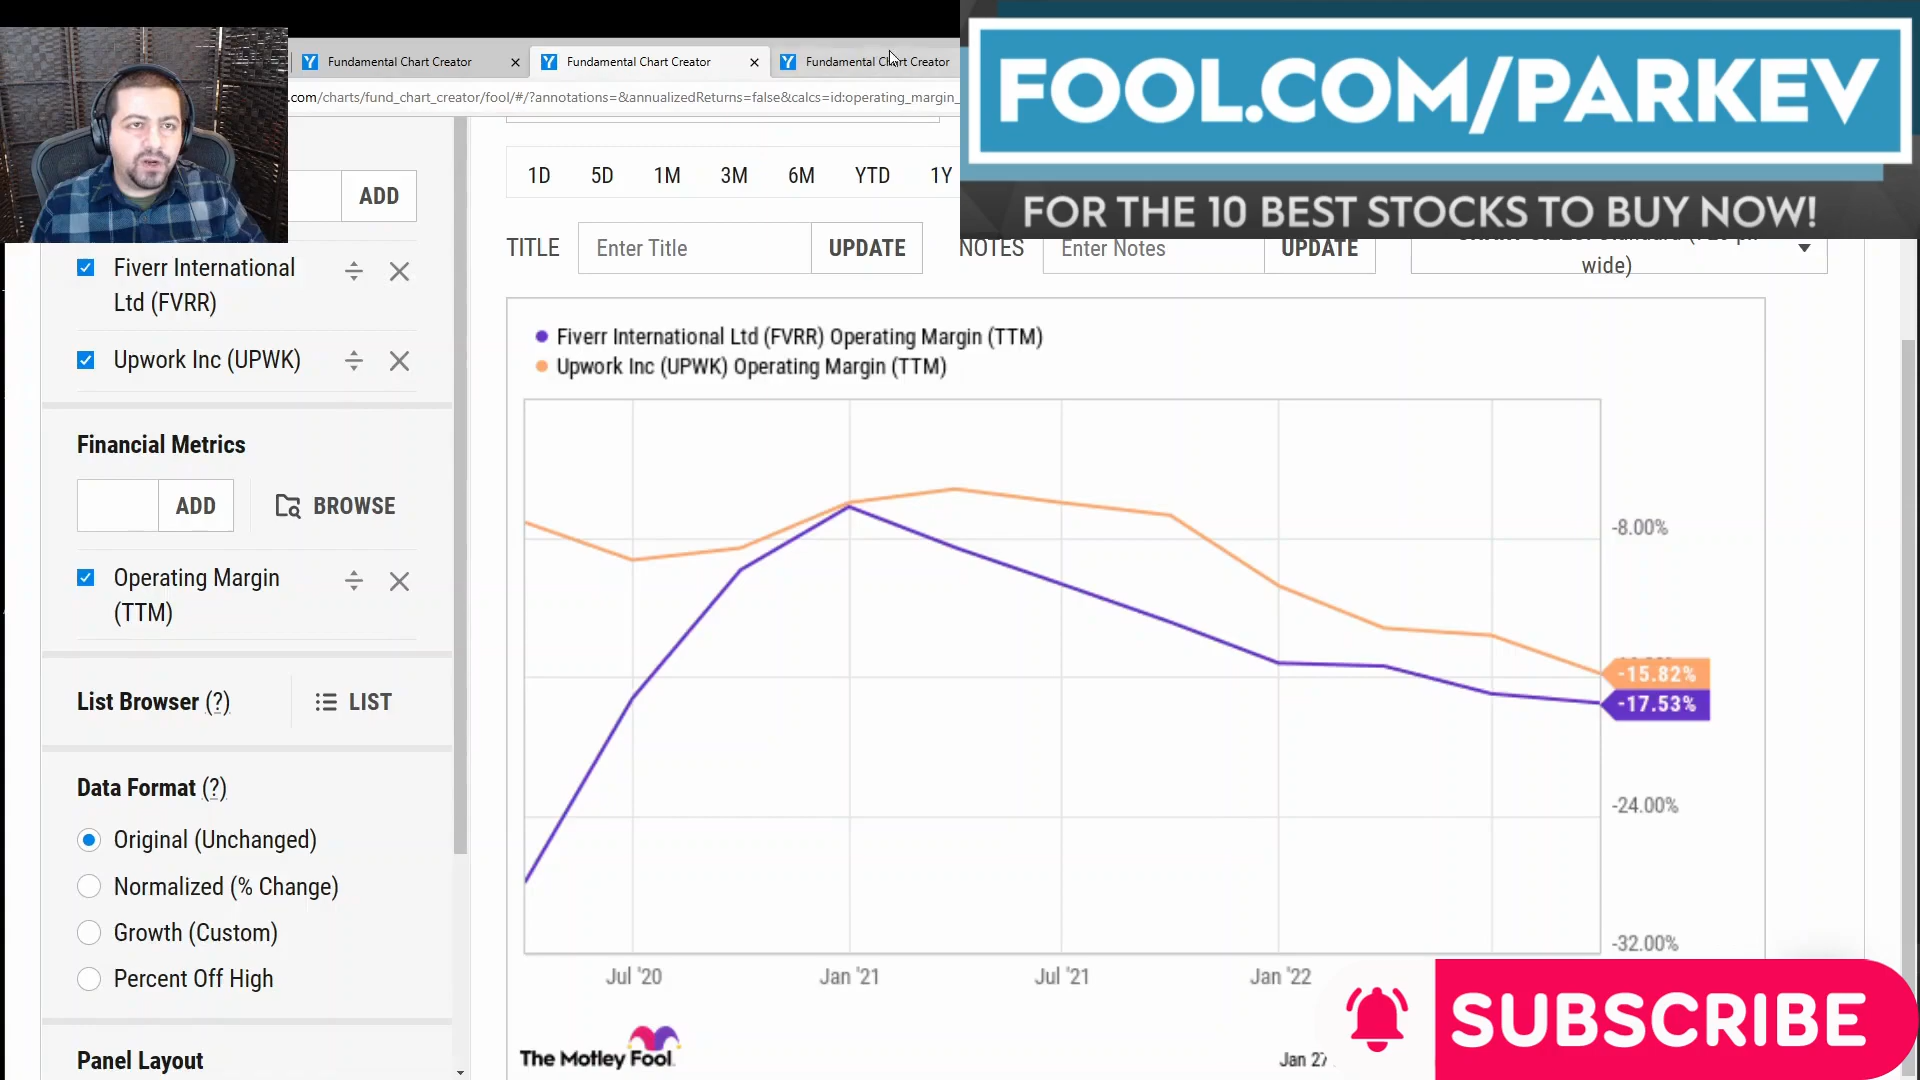 FOOL.COM/PARKEV
FOR THE 10 BEST STOCKS TO BUY NOW!
Fundamental Chart Creator
Fundamental Chart Creator
Fundamental Chart Creator
.com/charts/fund_chart_creator/fool/#/?annotations=&annualizedReturns=false&calcs=id:operating_margin_
1D 5D 1M 3M 6M YTD 1Y
ADD
TITLE Enter Title UPDATE NOTES Enter Notes UPDATE
wide)
Fiverr International
Ltd (FVRR)
Upwork Inc (UPWK)
Financial Metrics
ADD BROWSE
Operating Margin
(TTM)
List Browser (?) LIST
Data Format (?)
Original (Unchanged)
Normalized (% Change)
Growth (Custom)
Percent Off High
Panel Layout
Fiverr International Ltd (FVRR) Operating Margin (TTM)
Upwork Inc (UPWK) Operating Margin (TTM)
-8.00%
-15.82%
-17.53%
-24.00%
-32.00%
Jul '20 Jan '21 Jul '21 Jan '22
The Motley Fool
Jan 27
SUBSCRIBE